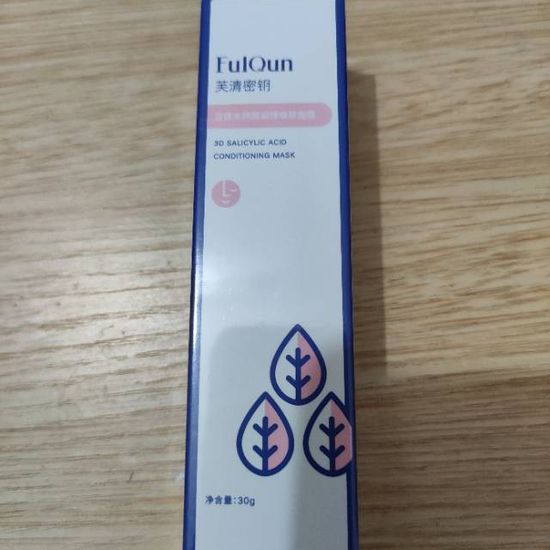 FulQun
芙清密钥
3D SALICYLIC ACID
CONDITIONING MASK
净含量:30g